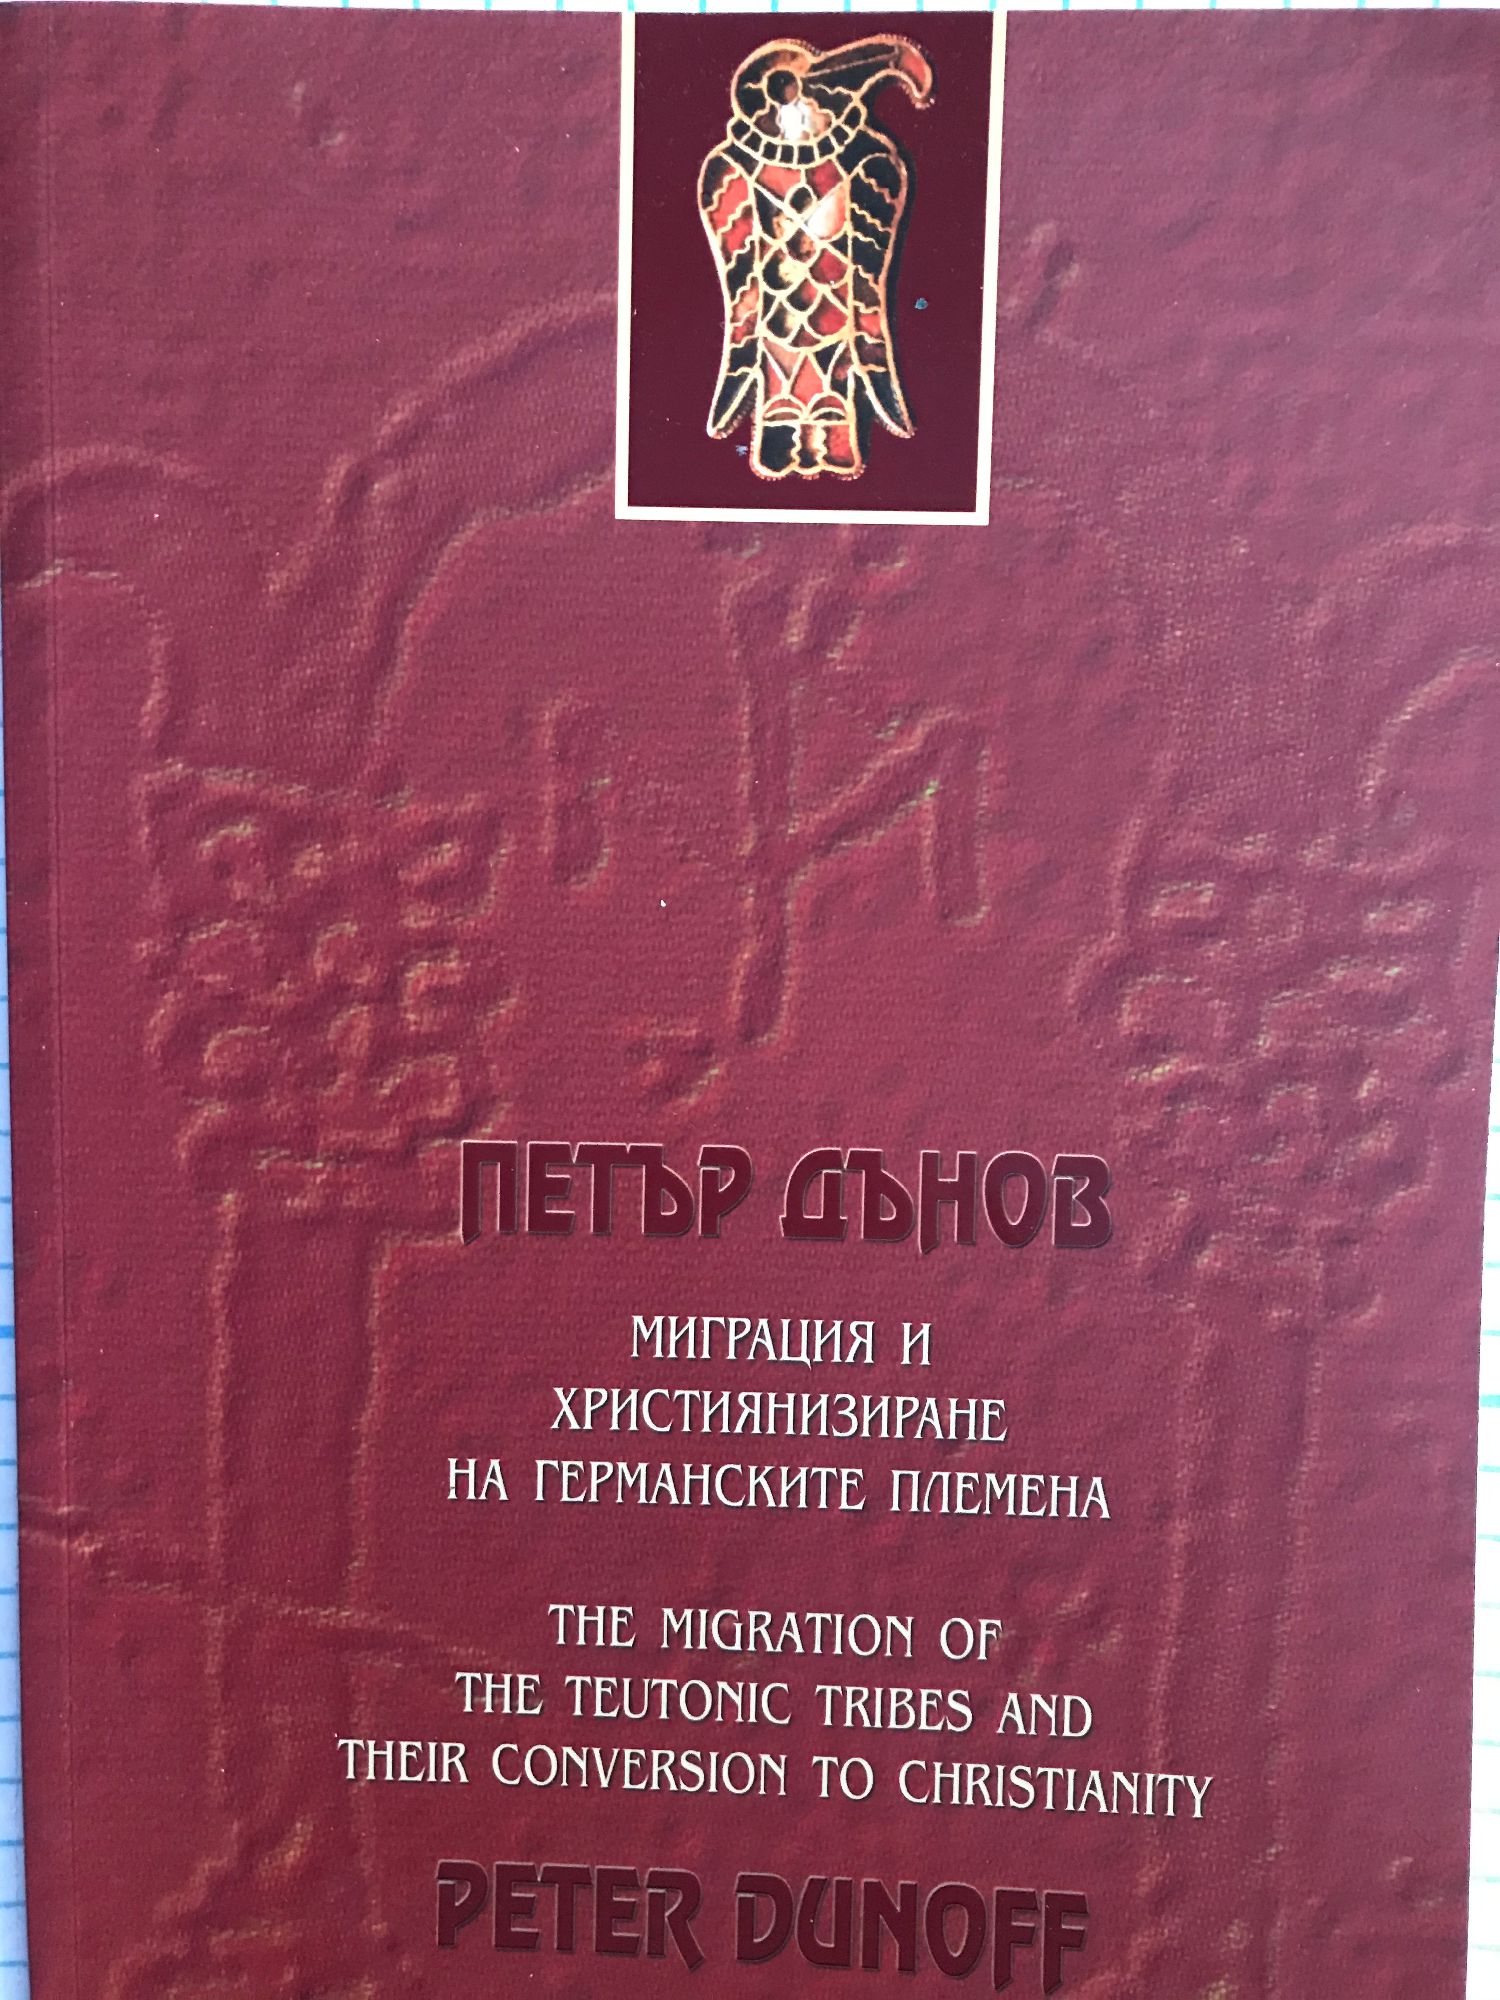 ПЕТЪР ДЪНОВ
МИГРАЦИЯ И
ХРИСТИЯНИЗИРАНЕ
НА ГЕРМАНСКИТЕ ПЛЕМЕНА
THE MIGRATION OF
THE TEUTONIC TRIBES AND
THEIR CONVERSION TO CHRISTIANITY
PETER DUNOFF